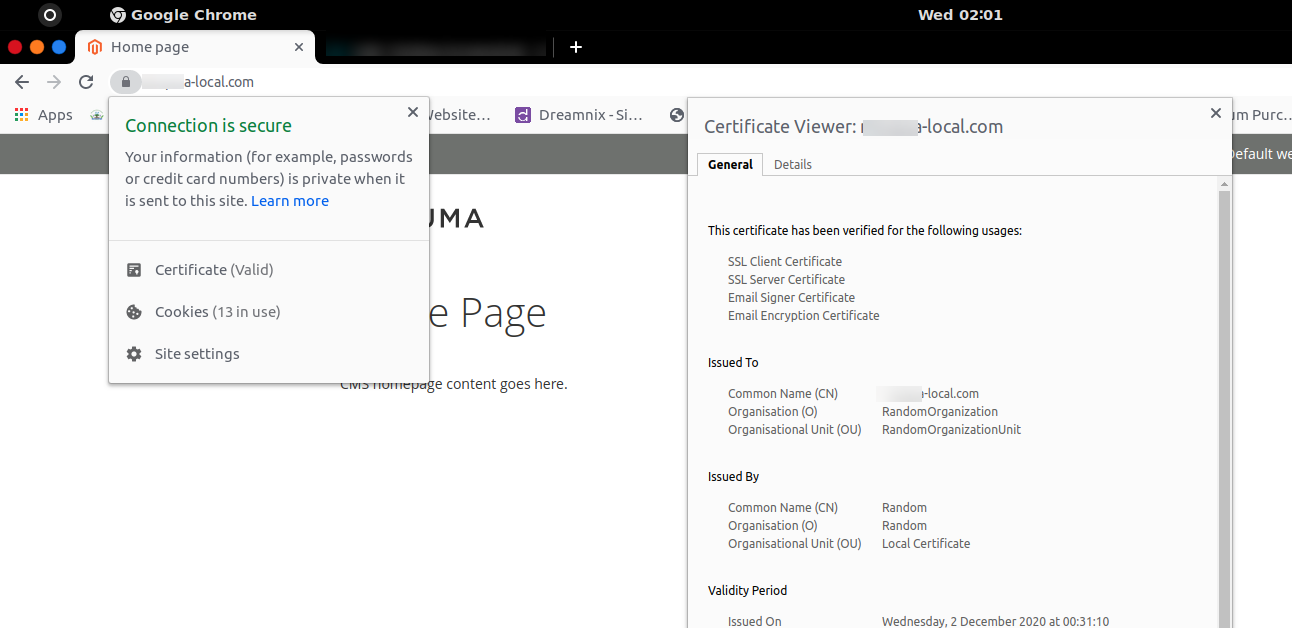 Google Chrome
Wed 02:01
Home page
a-local.com
Apps
Website...
Dreamnix - Si...
um Purc...
Connection is secure
Your information (for example, passwords
or credit card numbers) is private when it
is sent to this site. Learn more
Certificate (Valid)
Cookies (13 in use)
Site settings
Default we
UMA
e Page
CMS homepage content goes here.
Certificate Viewer: a-local.com
General
Details
This certificate has been verified for the following usages:
SSL Client Certificate
SSL Server Certificate
Email Signer Certificate
Email Encryption Certificate
Issued To
Common Name (CN) a-local.com
Organisation (O) RandomOrganization
Organisational Unit (OU) RandomOrganizationUnit
Issued By
Common Name (CN) Random
Organisation (O) Random
Organisational Unit (OU) Local Certificate
Validity Period
Issued On Wednesday, 2 December 2020 at 00:31:10